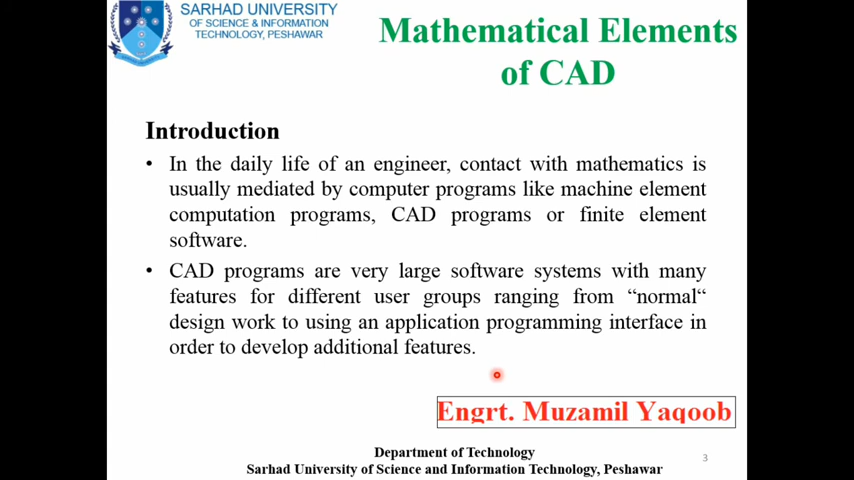 SARHAD UNIVERSITY
OF SCIENCE & INFORMATION
TECHNOLOGY, PESHAWAR
Mathematical Elements
of CAD
Introduction
• In the daily life of an engineer, contact with mathematics is
usually mediated by computer programs like machine element
computation programs, CAD programs or finite element
software.
• CAD programs are very large software systems with many
features for different user groups ranging from “normal“
design work to using an application programming interface in
order to develop additional features.
Engrt. Muzamil Yaqoob
Department of Technology
3
Sarhad University of Science and Information Technology, Peshawar